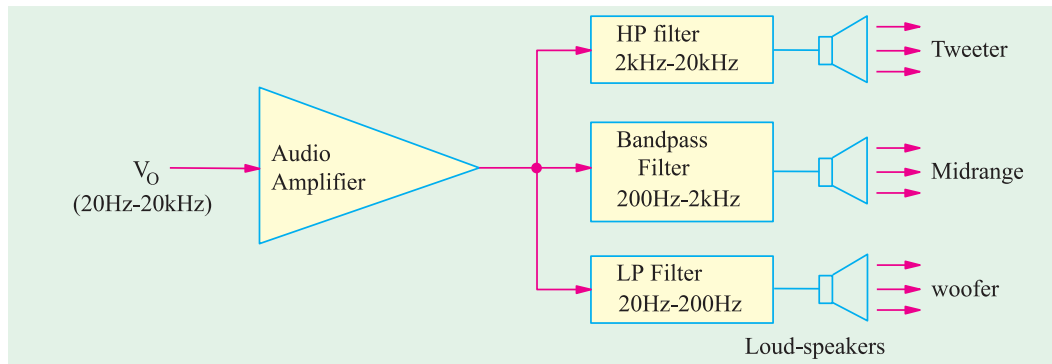 HP filter
2kHz-20kHz
Tweeter
Audio
Amplifier
VO
(20Hz-20kHz)
Bandpass
Filter
200Hz-2kHz
Midrange
LP Filter
20Hz-200Hz
woofer
Loud-speakers